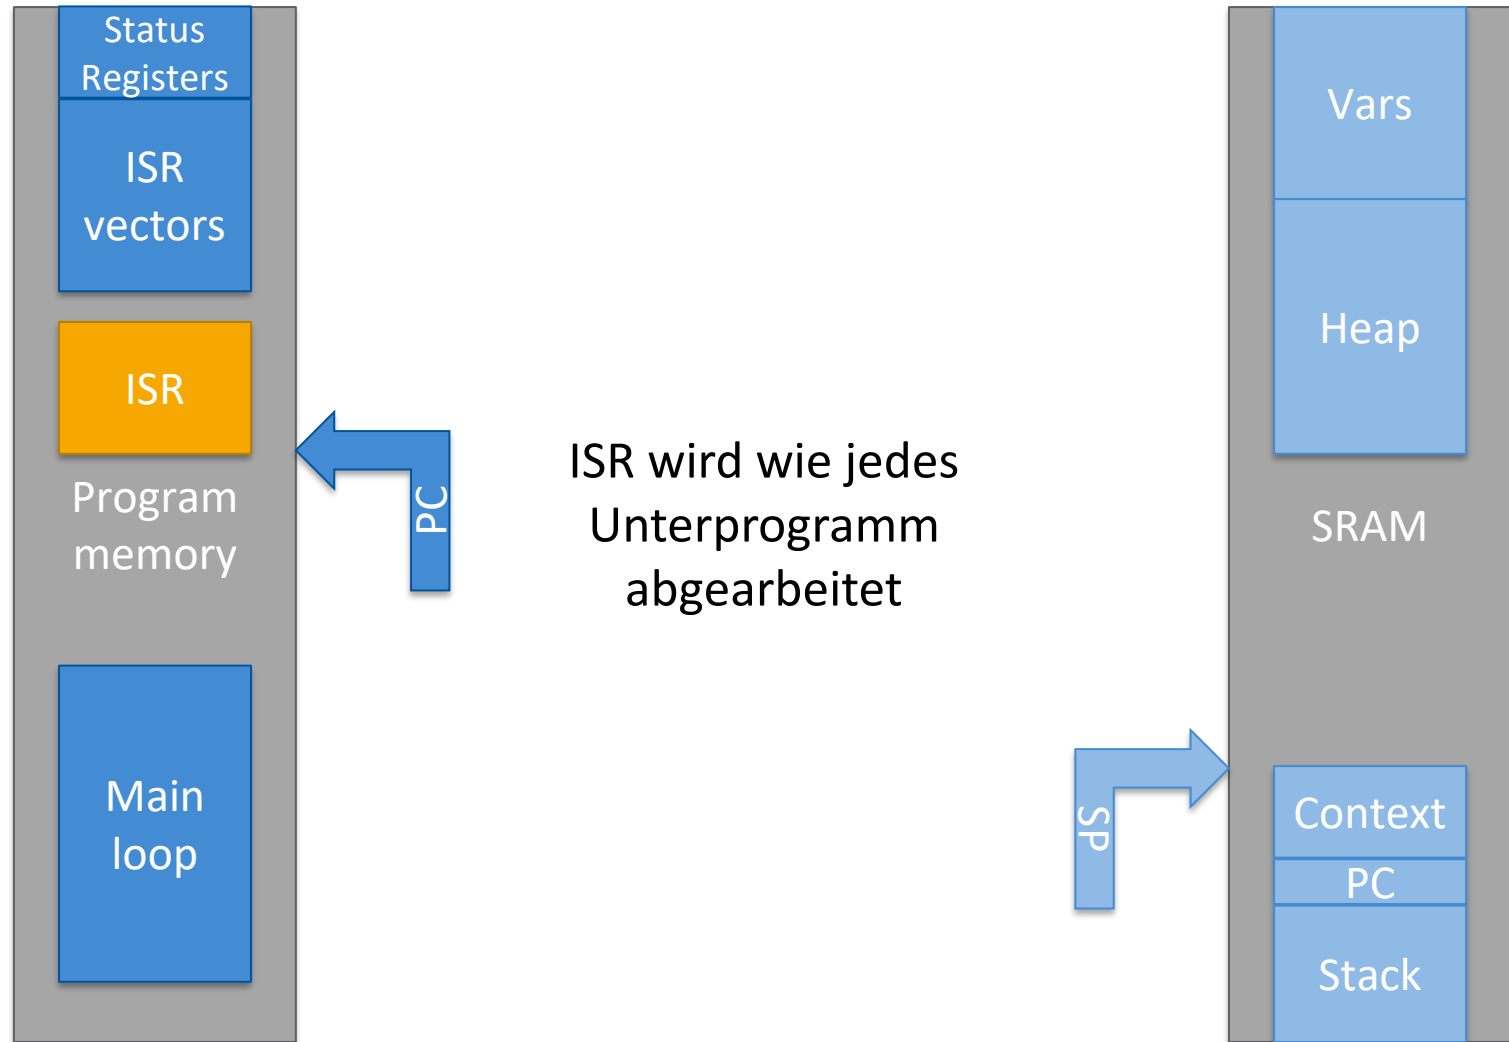 Status
Registers
ISR
vectors
ISR
Program
memory
Main
loop
PC
ISR wird wie jedes
Unterprogramm
abgearbeitet
SP
Vars
Heap
SRAM
Context
PC
Stack